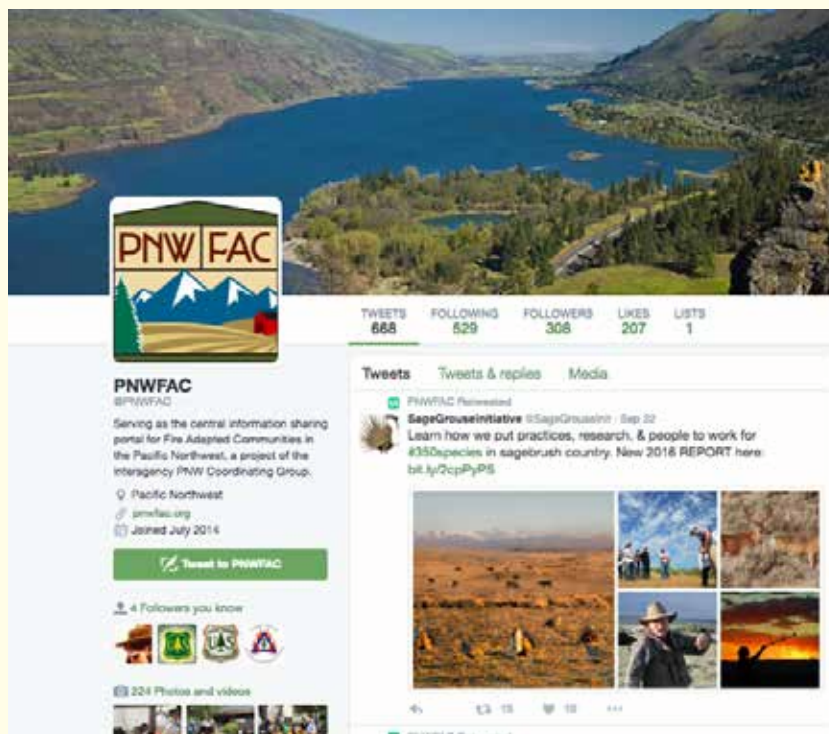 PNW FAC
TWEETS FOLLOWING FOLLOWERS LIKES LISTS
668 529 308 207 1
PNWFAC
@PNWFAC
Serving as the central information sharing
portal for Fire Adapted Communities in
the Pacific Northwest, a project of the
interagency PNW Coordinating Group.
Pacific Northwest
pnwfac.org
Joined July 2014
Tweet to PNWFAC
4 Followers you know
224 Photos and videos
Tweets Tweets & replies Media
PNWFAC Retweeted
SageGrouseInitiative @SageGrouseInit · Sep 22
Learn how we put practices, research, & people to work for
#350species in sagebrush country. New 2016 REPORT here:
bit.ly/2cpPyPS